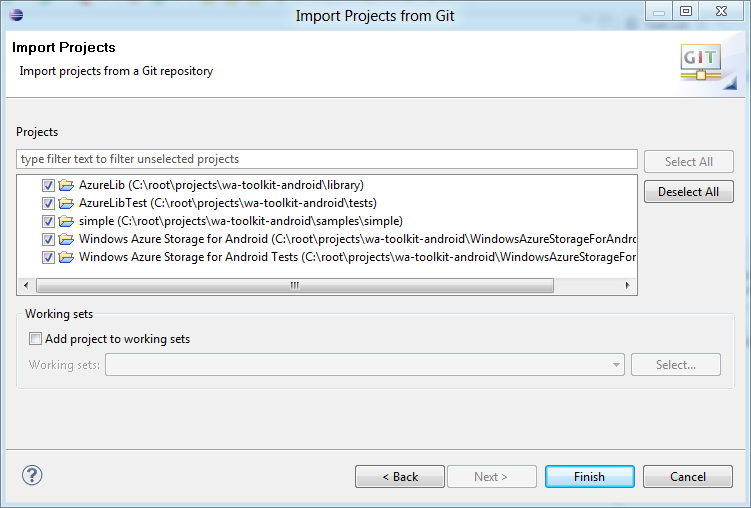 Import Projects from Git
Import Projects
Import projects from a Git repository
GIT
Projects
type filter text to filter unselected projects
Select All
AzureLib (C:\root\projects\wa-toolkit-android\library)
Deselect All
AzureLibTest (C:\root\projects\wa-toolkit-android\tests)
simple (C:\root\projects\wa-toolkit-android\samples\simple)
Windows Azure Storage for Android (C:\root\projects\wa-toolkit-android\WindowsAzureStorageForAndro
Windows Azure Storage for Android Tests (C:\root\projects\wa-toolkit-android\WindowsAzureStorageFor
Working sets
Add project to working sets
Working sets:
Select...
?
< Back
Next >
Finish
Cancel